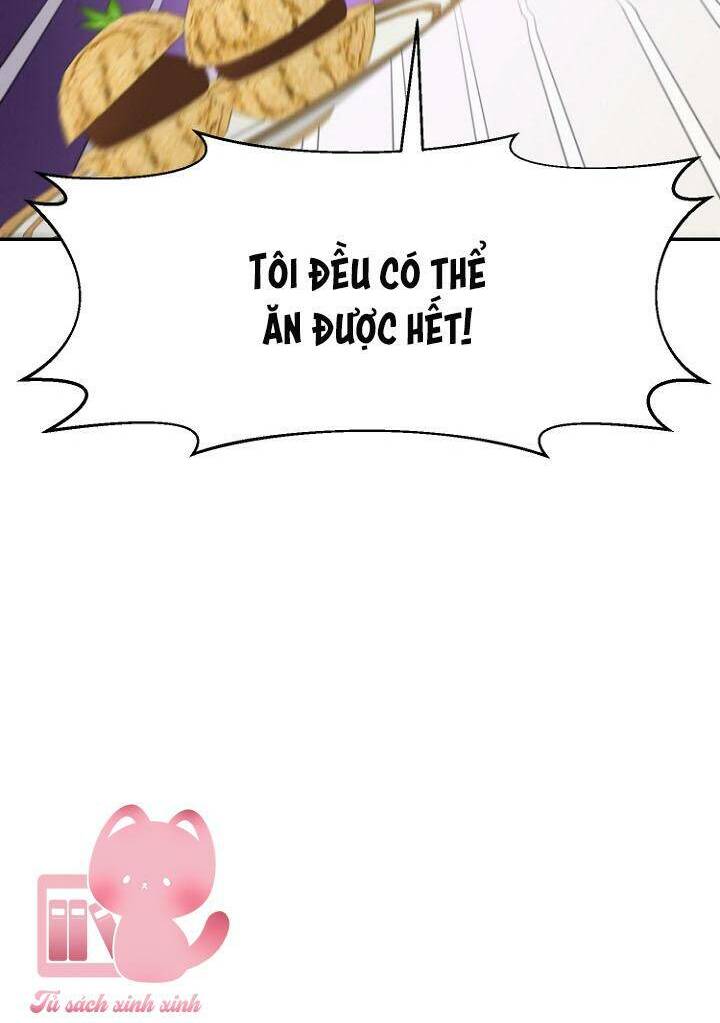 TÔI ĐỀU CÓ THỂ
ĂN ĐƯỢC HẾT!
Tủ sách xinh xinh